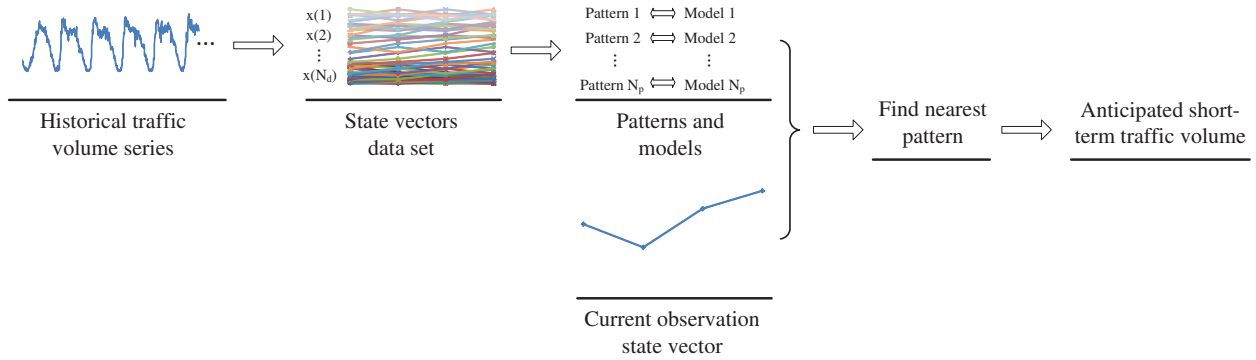 ...
Historical traffic
volume series
x(1)
x(2)
⋮
x(N_d)
State vectors
data set
Pattern 1 ⇔ Model 1
Pattern 2 ⇔ Model 2
⋮ ⋮
Pattern N_p ⇔ Model N_p
Patterns and
models
Current observation
state vector
Find nearest
pattern
Anticipated short-
term traffic volume